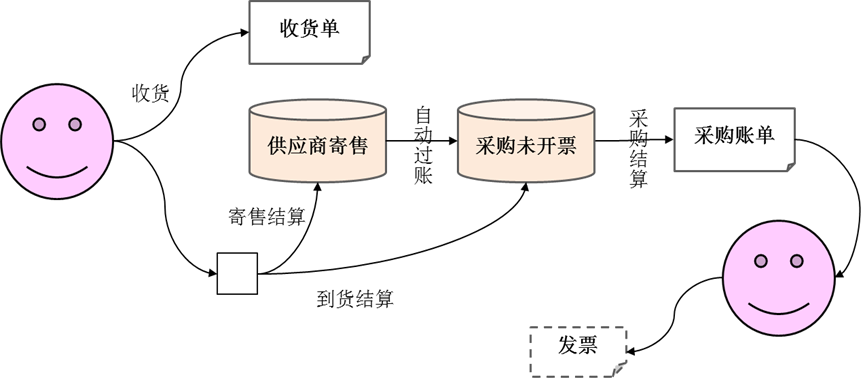 收货单
收货
供应商寄售
自动过账
采购未开票
采购结算
采购账单
寄售结算
到货结算
发票